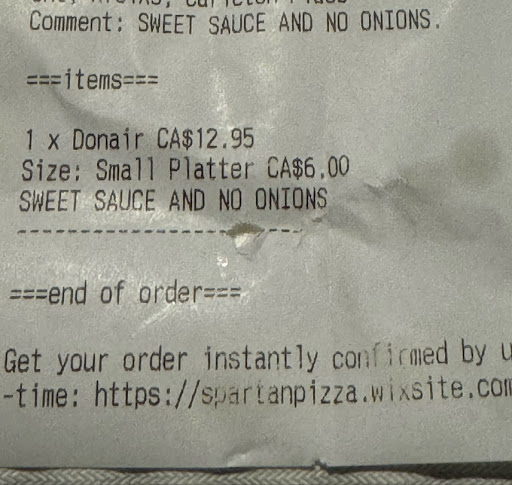 Comment: SWEET SAUCE AND NO ONIONS.
===items===
1 x Donair CA$12.95
Size: Small Platter CA$6.00
SWEET SAUCE AND NO ONIONS
------------------------------
===end of order===
Get your order instantly confirmed by u
-time: https://spartanpizza.wixsite.com